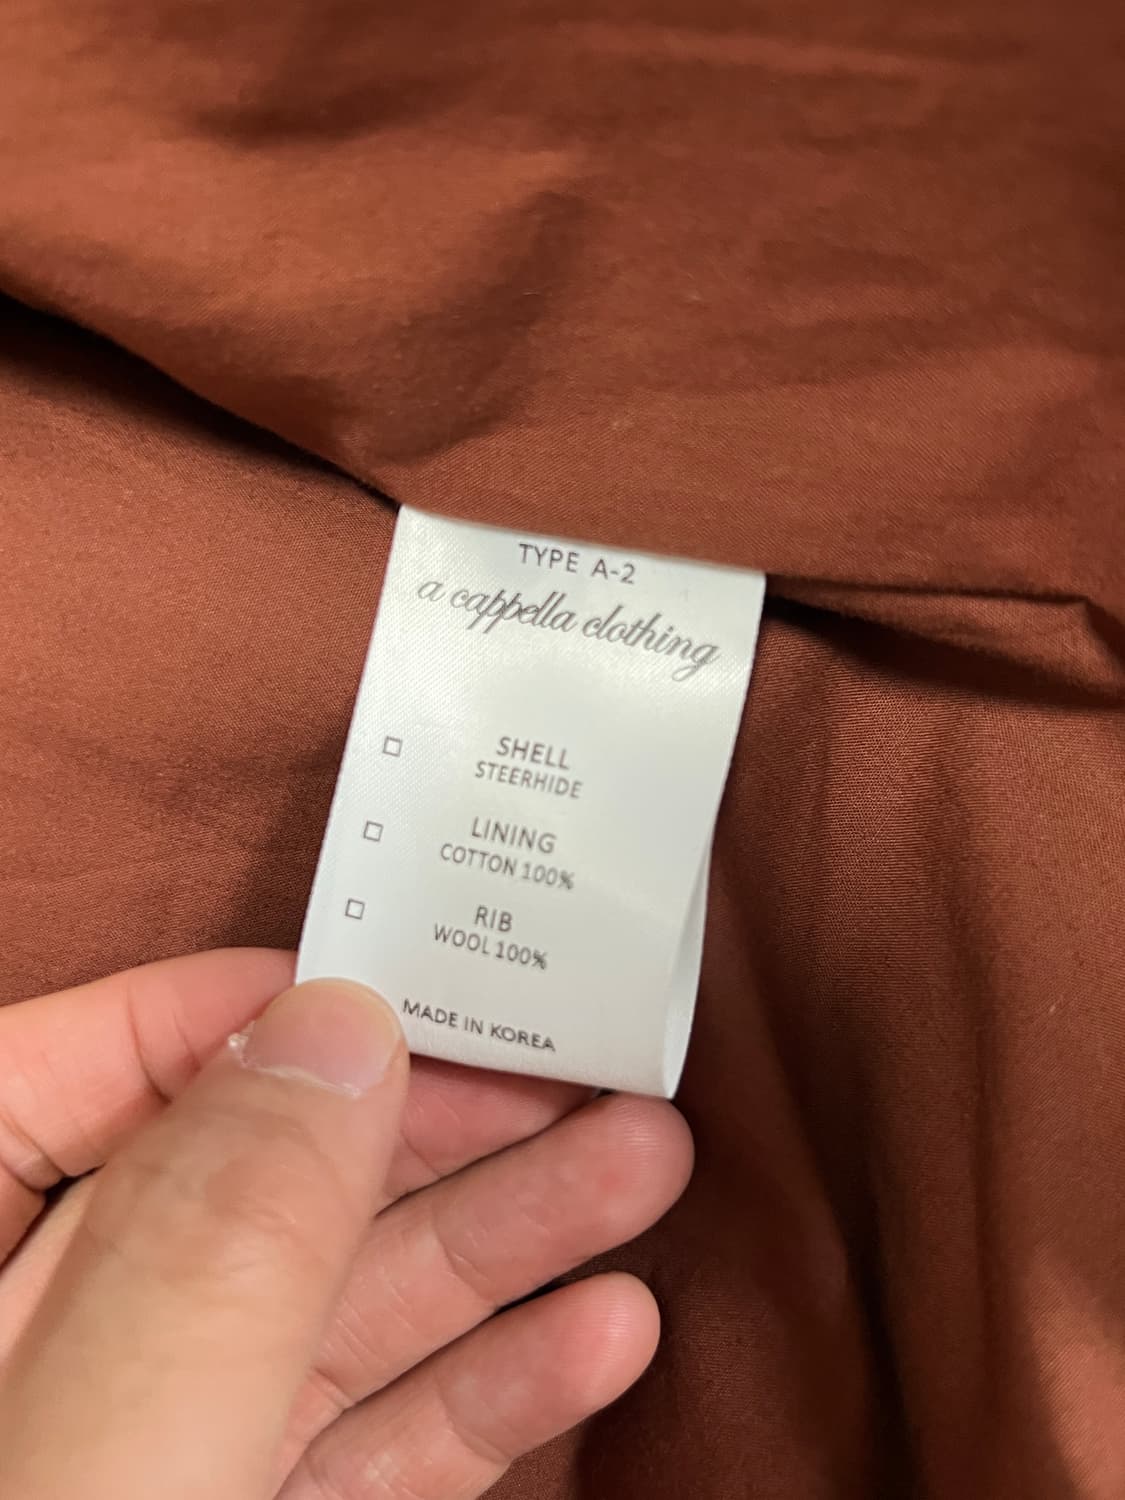 TYPE A-2
a cappella clothing
□ SHELL
STEERHIDE
□ LINING
COTTON 100%
□ RIB
WOOL 100%
MADE IN KOREA